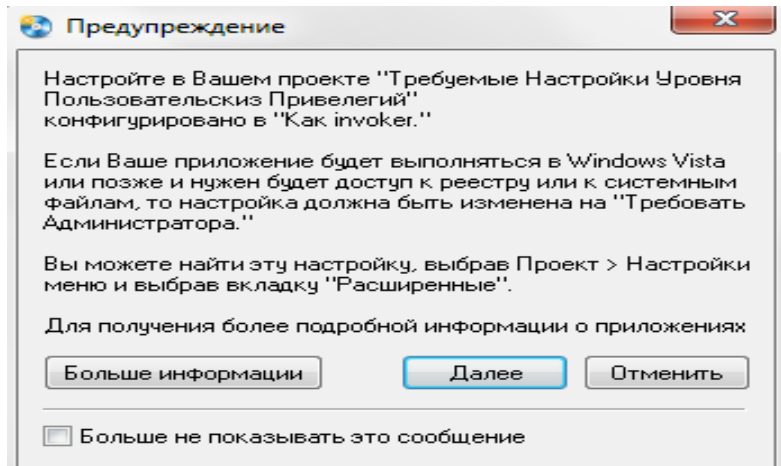 Предупреждение
Настройте в Вашем проекте "Требуемые Настройки Уровня
Пользовательскиз Привелегий"
конфигурировано в "Как invoker."
Если Ваше приложение будет выполняться в Windows Vista
или позже и нужен будет доступ к реестру или к системным
файлам, то настройка должна быть изменена на "Требовать
Администратора."
Вы можете найти эту настройку, выбрав Проект > Настройки
меню и выбрав вкладку "Расширенные".
Для получения более подробной информации о приложениях
Больше информации
Далее
Отменить
Больше не показывать это сообщение